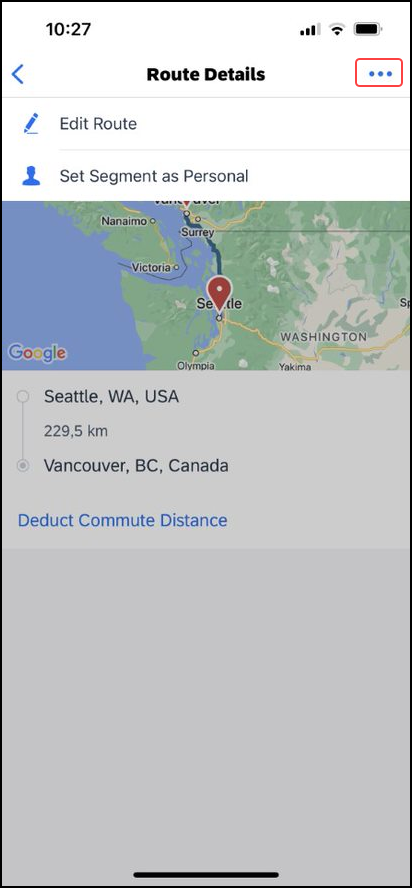 10:27
Route Details
Edit Route
Set Segment as Personal
Nanaimo
Surrey
Victoria
Seattle
WASHINGTON
Google
Olympia
Yakima
Seattle, WA, USA
229,5 km
Vancouver, BC, Canada
Deduct Commute Distance